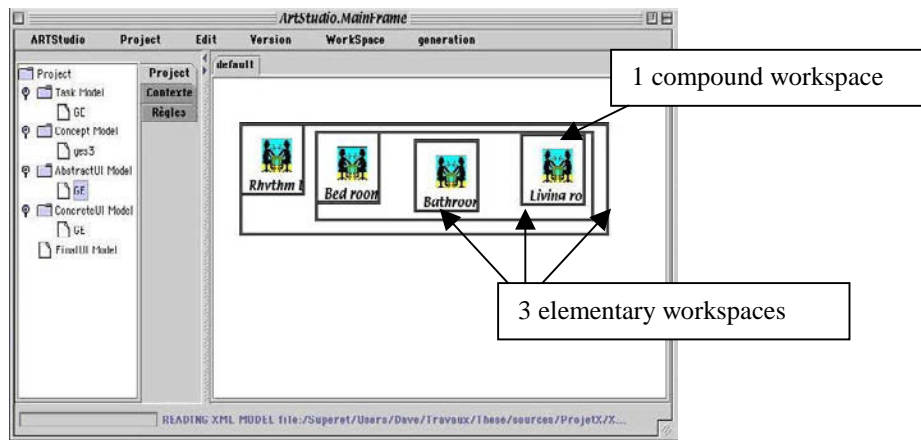 ArtStudio.MainFrame
ARTStudio Project Edit Version WorkSpace generation
default
Project
Task Model
GE
Concept Model
ges3
AbstractUI Model
GE
ConcreteUI Model
GE
FinalUI Model
Project
Contexte
Règles
1 compound workspace
Rhythm
Bed room
Bathroor
Living ro
3 elementary workspaces
READING XML MODEL file:/Superet/Users/Dave/Travaux/These/sources/ProjetX/X...